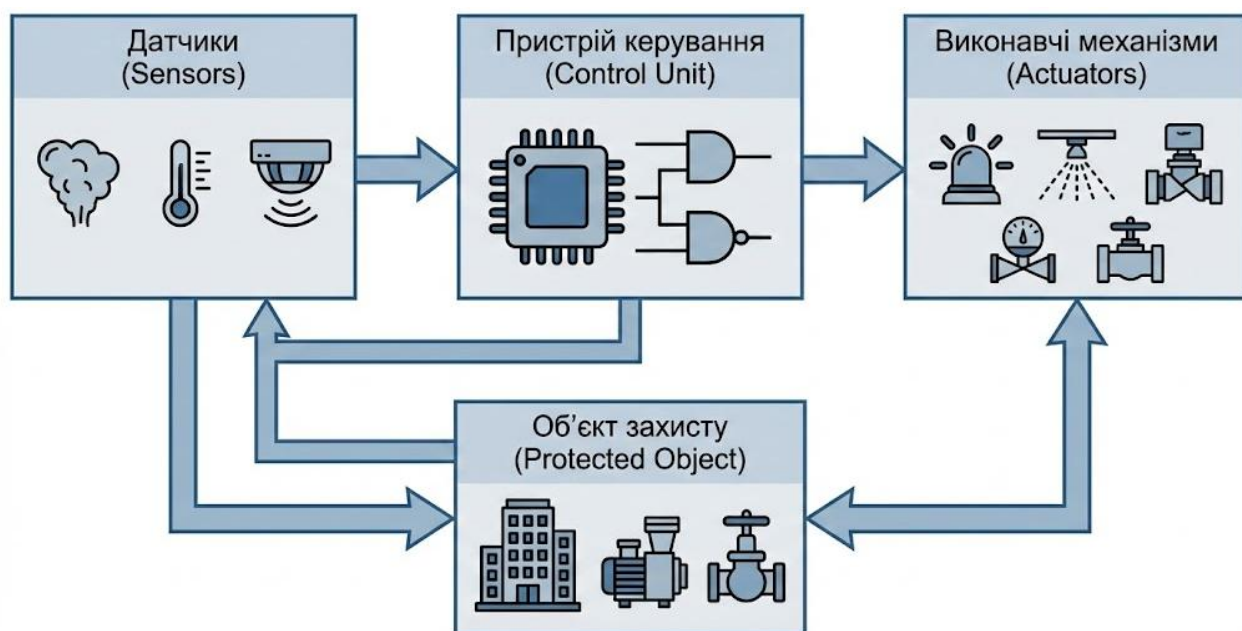 Датчики
(Sensors)
Пристрій керування
(Control Unit)
Виконавчі механізми
(Actuators)
Об’єкт захисту
(Protected Object)